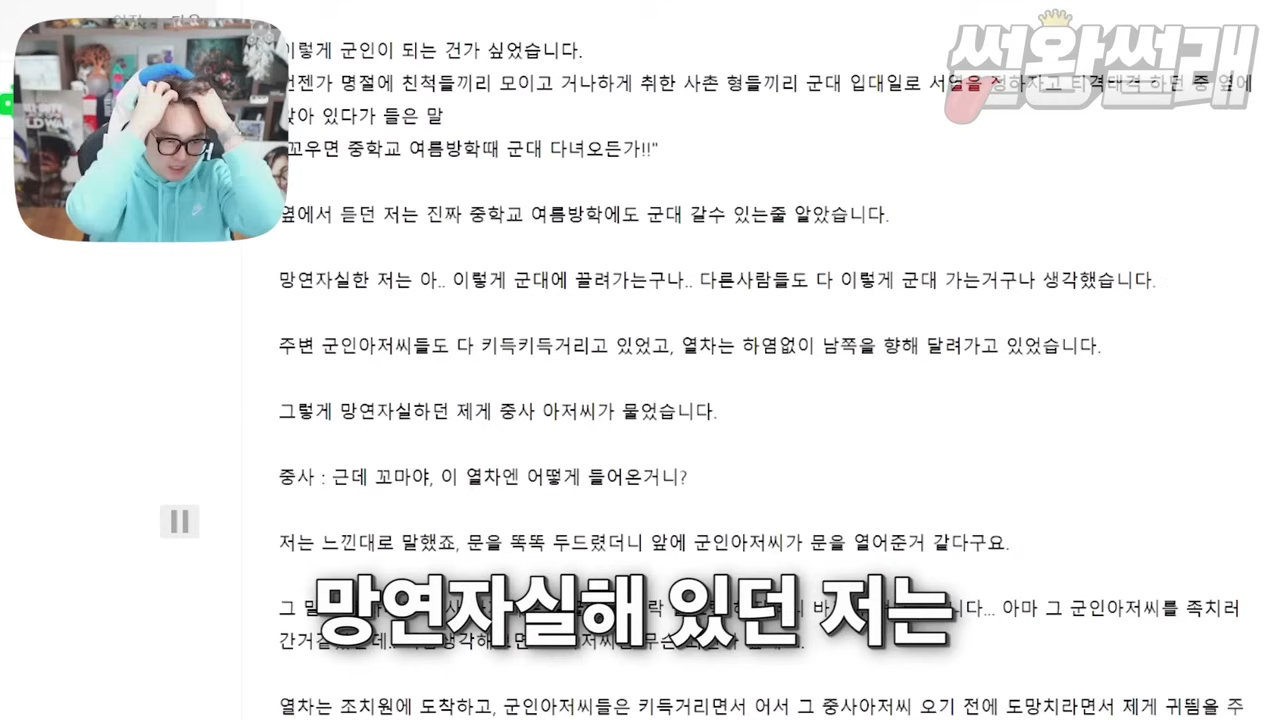 썰왕썰래
이렇게 군인이 되는 건가 싶었습니다.
언젠가 명절에 친척들끼리 모이고 거나하게 취한 사촌 형들끼리 군대 입대일로 서열을 정하자고 티격태격 하던 중 옆에
앉아 있다가 들은 말
꼬우면 중학교 여름방학때 군대 다녀오든가!!"
옆에서 듣던 저는 진짜 중학교 여름방학에도 군대 갈수 있는줄 알았습니다.
망연자실한 저는 아.. 이렇게 군대에 끌려가는구나.. 다른사람들도 다 이렇게 군대 가는거구나 생각했습니다.
주변 군인아저씨들도 다 키득키득거리고 있었고, 열차는 하염없이 남쪽을 향해 달려가고 있었습니다.
그렇게 망연자실하던 제게 중사 아저씨가 물었습니다.
중사 : 근데 꼬마야, 이 열차엔 어떻게 들어온거니?
저는 느낀대로 말했죠, 문을 똑똑 두드렸더니 앞에 군인아저씨가 문을 열어준거 같다구요.
망연자실해 있던 저는
그 아마 그 군인아저씨를 족치러
열차는 조치원에 도착하고, 군인아저씨들은 키득거리면서 어서 그 중사아저씨 오기 전에 도망치라면서 제게 귀띔을 주